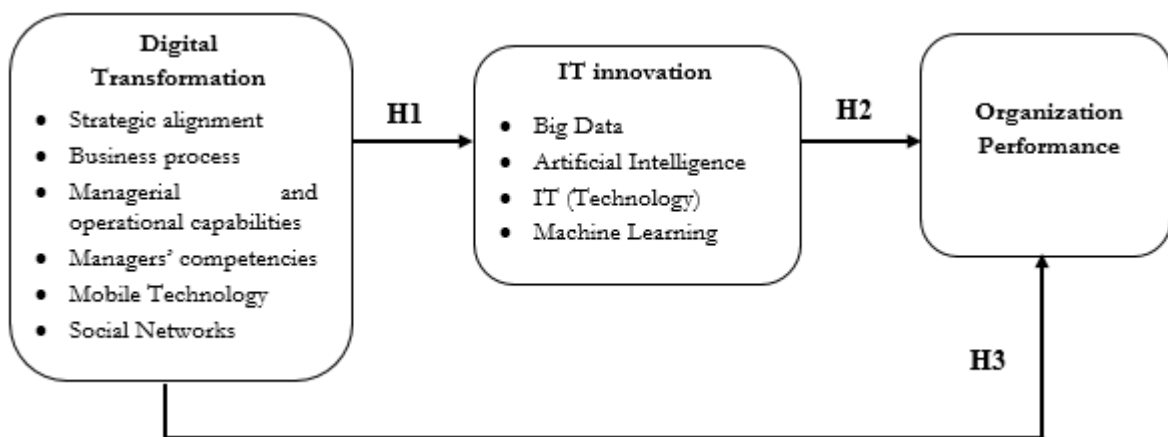 Digital
Transformation
● Strategic alignment
● Business process
● Managerial and
operational capabilities
● Managers’ competencies
● Mobile Technology
● Social Networks
H1
IT innovation
● Big Data
● Artificial Intelligence
● IT (Technology)
● Machine Learning
H2
Organization
Performance
H3